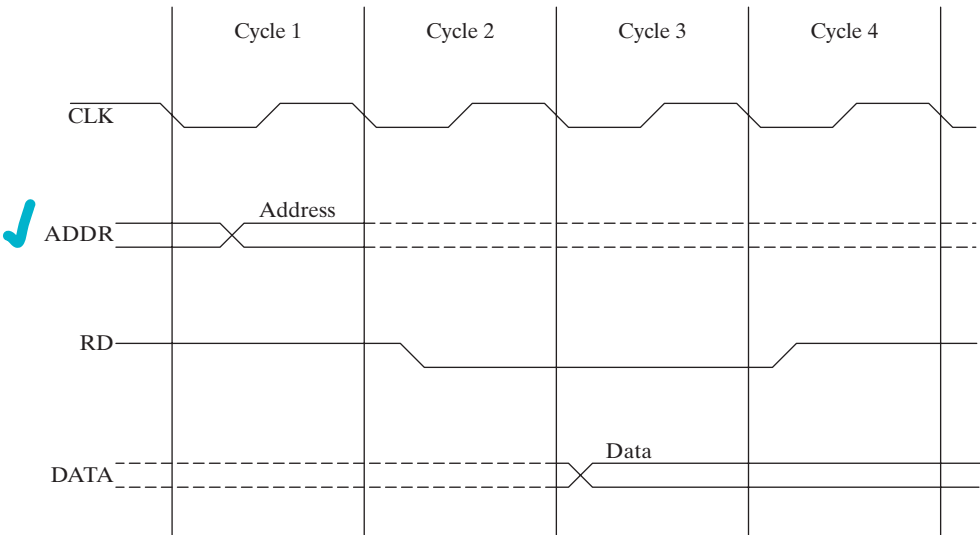 Cycle 1 Cycle 2 Cycle 3 Cycle 4
CLK
Address
ADDR
RD
Data
DATA